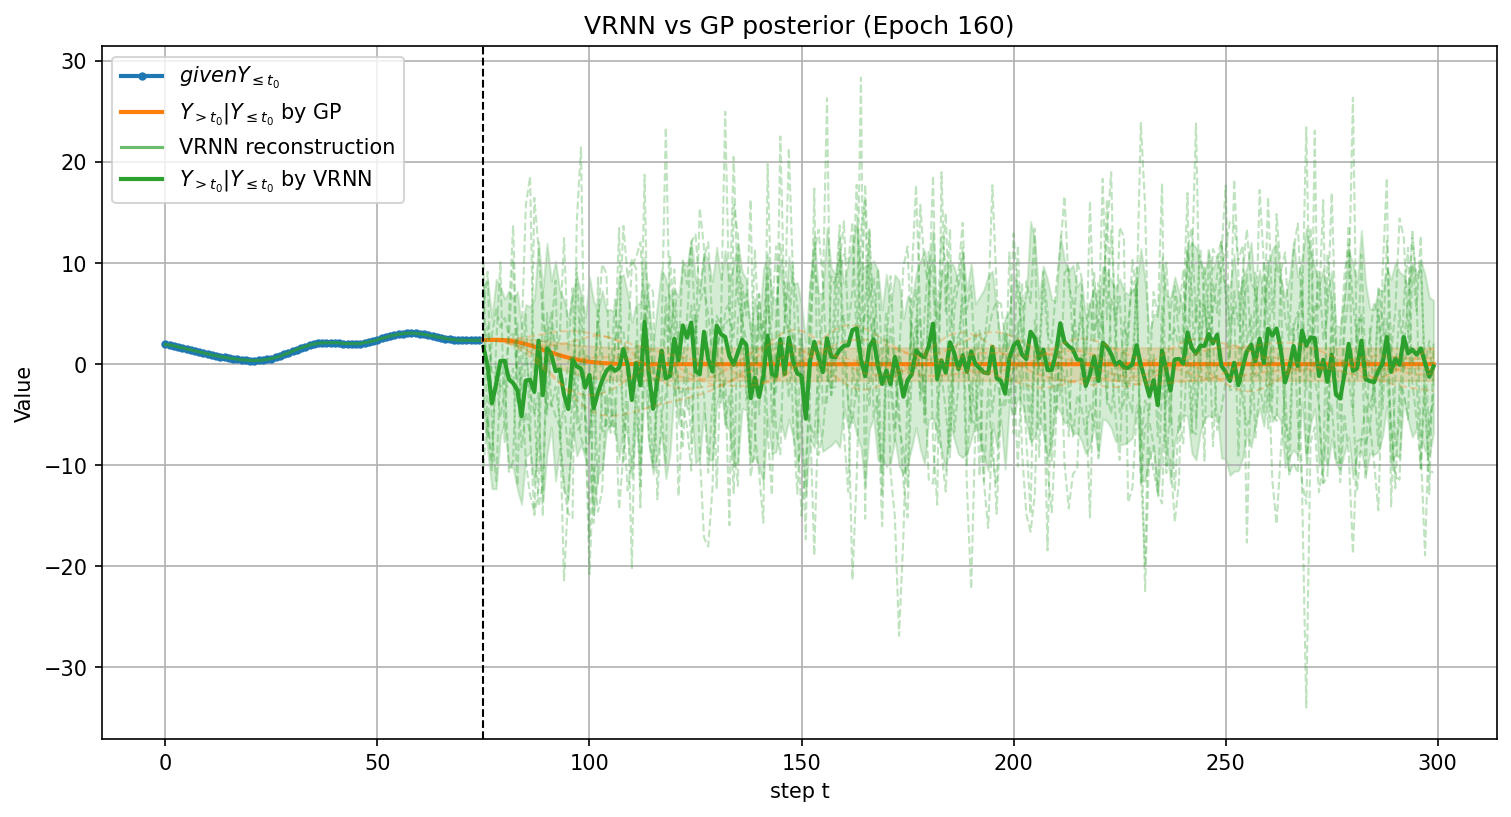 VRNN vs GP posterior (Epoch 160)
givenY≤t₀
Y>t₀|Y≤t₀ by GP
VRNN reconstruction
Y>t₀|Y≤t₀ by VRNN
30
20
10
0
−10
−20
−30
Value
0 50 100 150 200 250 300
step t